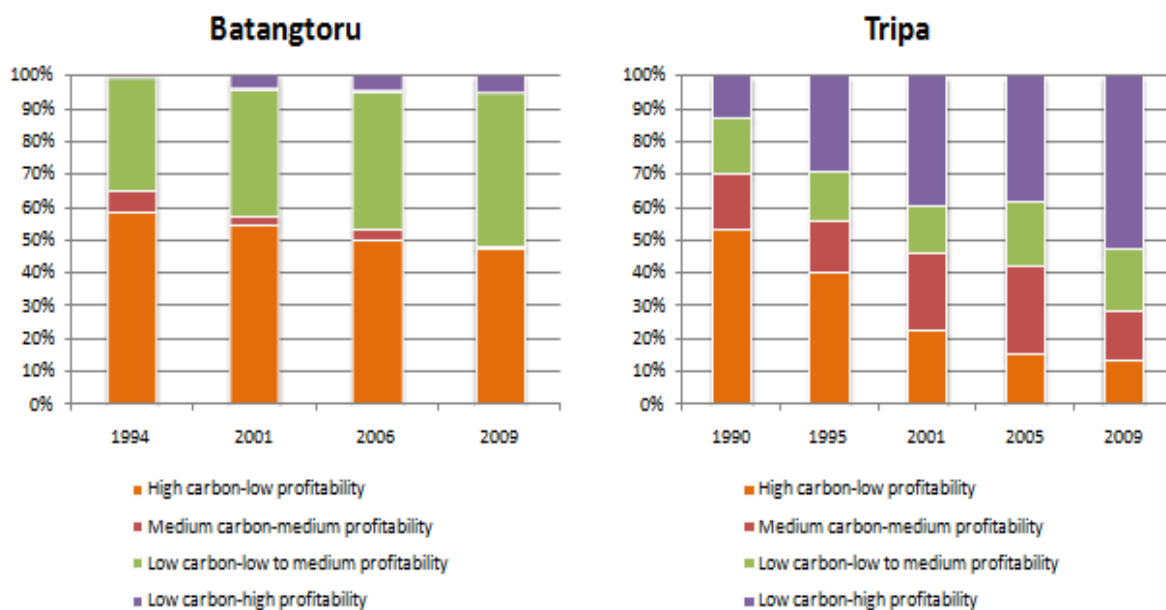 Batangtoru
100%
90%
80%
70%
60%
50%
40%
30%
20%
10%
0%
1994 2001 2006 2009
High carbon-low profitability
Medium carbon-medium profitability
Low carbon-low to medium profitability
Low carbon-high profitability
Tripa
100%
90%
80%
70%
60%
50%
40%
30%
20%
10%
0%
1990 1995 2001 2005 2009
High carbon-low profitability
Medium carbon-medium profitability
Low carbon-low to medium profitability
Low carbon-high profitability